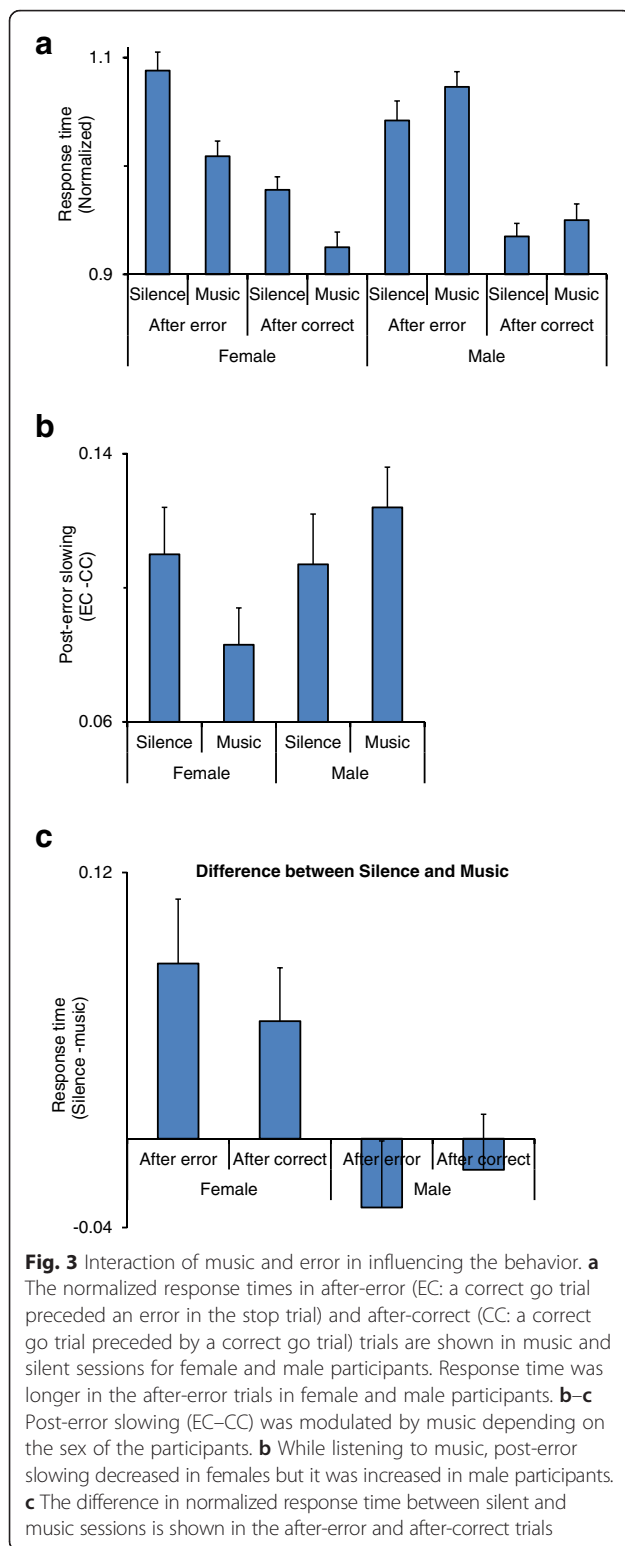 a
1.1
Response time
(Normalized)
0.9
Silence Music Silence Music Silence Music Silence Music
After error After correct After error After correct
Female Male
b
0.14
Post-error slowing
(EC -CC)
0.06
Silence Music Silence Music
Female Male
c
0.12
Difference between Silence and Music
Response time
(Silence -music)
After error After correct After error After correct
Female Male
-0.04
Fig. 3 Interaction of music and error in influencing the behavior. a
The normalized response times in after-error (EC: a correct go trial
preceded an error in the stop trial) and after-correct (CC: a correct
go trial preceded by a correct go trial) trials are shown in music and
silent sessions for female and male participants. Response time was
longer in the after-error trials in female and male participants. b–c
Post-error slowing (EC–CC) was modulated by music depending on
the sex of the participants. b While listening to music, post-error
slowing decreased in females but it was increased in male participants.
c The difference in normalized response time between silent and
music sessions is shown in the after-error and after-correct trials